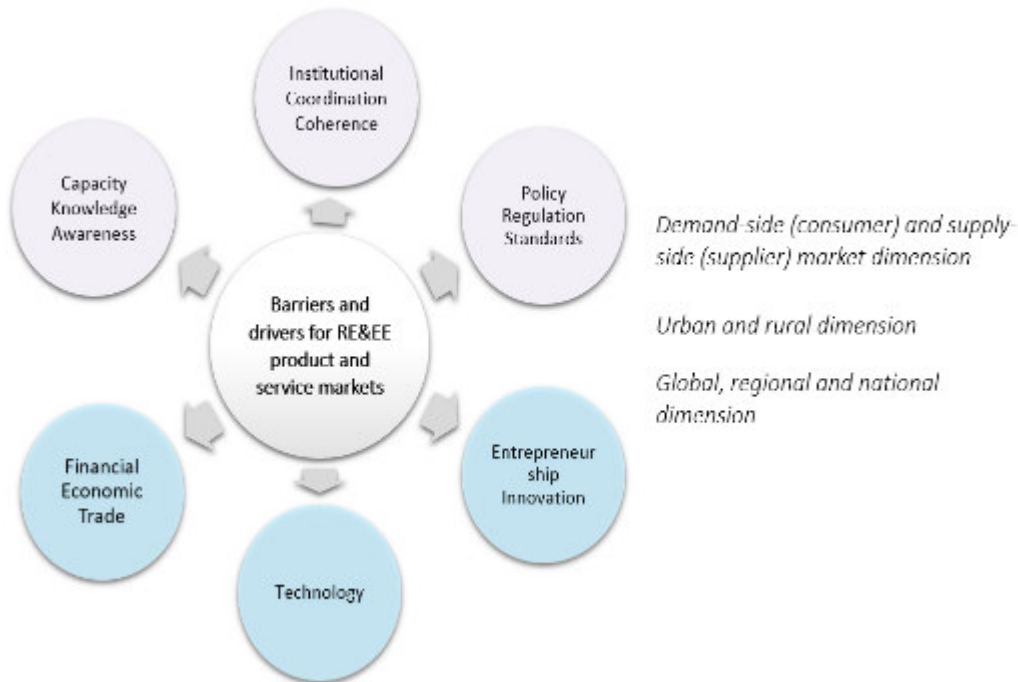 Institutional
Coordination
Coherence
Capacity
Knowledge
Awareness
Policy
Regulation
Standards
Barriers and
drivers for RE&EE
product and
service markets
Financial
Economic
Trade
Technology
Entrepreneur
ship
Innovation
Demand-side (consumer) and supply-
side (supplier) market dimension
Urban and rural dimension
Global, regional and national
dimension